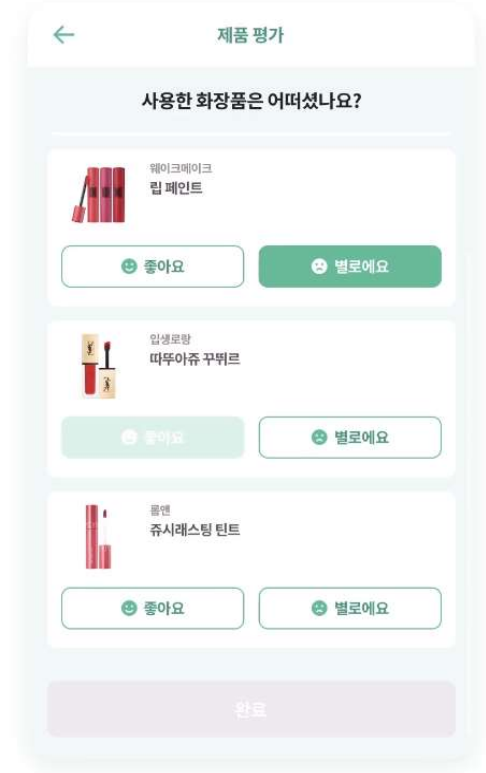 제품 평가
사용한 화장품은 어떠셨나요?
웨이크메이크
립 페인트
좋아요
별로에요
입생로랑
따뚜아쥬 꾸뛰르
좋아요
별로에요
롬앤
쥬시래스팅 틴트
좋아요
별로에요
완료